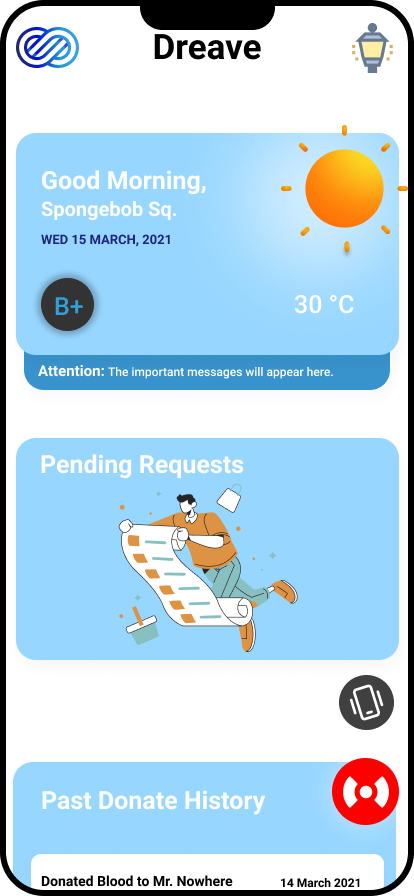 Dreave
Good Morning,
Spongebob Sq.
WED 15 MARCH, 2021
B+
30 °C
Attention: The important messages will appear here.
Pending Requests
Past Donate History
Donated Blood to Mr. Nowhere 14 March 2021